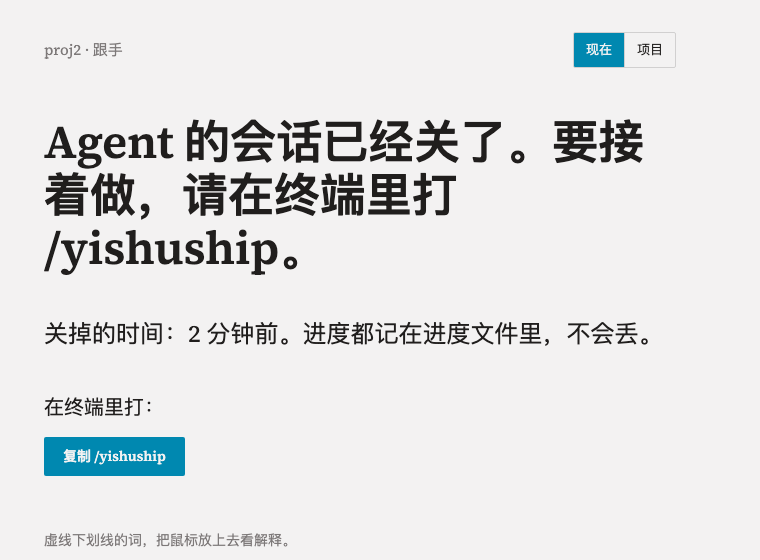 proj2 · 跟手
现在 项目
Agent 的会话已经关了。要接
着做，请在终端里打
/yishuship。
关掉的时间：2 分钟前。进度都记在进度文件里，不会丢。
在终端里打：
复制 /yishuship
虚线下划线的词，把鼠标放上去看解释。